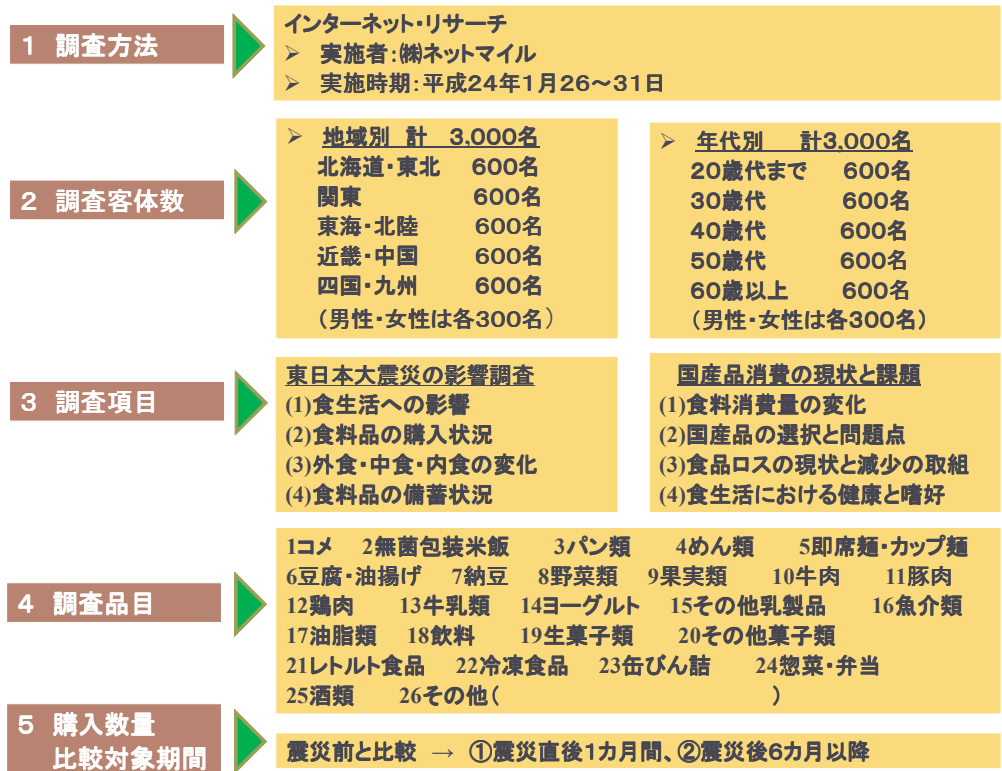 1 調査方法
インターネット・リサーチ
➢ 実施者:㈱ネットマイル
➢ 実施時期:平成24年1月26~31日
2 調査客体数
➢ 地域別 計 3,000名
北海道・東北 600名
関東 600名
東海・北陸 600名
近畿・中国 600名
四国・九州 600名
(男性・女性は各300名)
➢ 年代別 計3,000名
20歳代まで 600名
30歳代 600名
40歳代 600名
50歳代 600名
60歳以上 600名
(男性・女性は各300名)
3 調査項目
東日本大震災の影響調査
(1)食生活への影響
(2)食料品の購入状況
(3)外食・中食・内食の変化
(4)食料品の備蓄状況
国産品消費の現状と課題
(1)食料消費量の変化
(2)国産品の選択と問題点
(3)食品ロスの現状と減少の取組
(4)食生活における健康と嗜好
4 調査品目
1コメ 2無菌包装米飯 3パン類 4めん類 5即席麺・カップ麺
6豆腐・油揚げ 7納豆 8野菜類 9果実類 10牛肉 11豚肉
12鶏肉 13牛乳類 14ヨーグルト 15その他乳製品 16魚介類
17油脂類 18飲料 19生菓子類 20その他菓子類
21レトルト食品 22冷凍食品 23缶びん詰 24惣菜・弁当
25酒類 26その他( )
5 購入数量
比較対象期間
震災前と比較 → ①震災直後1カ月間、②震災後6カ月以降